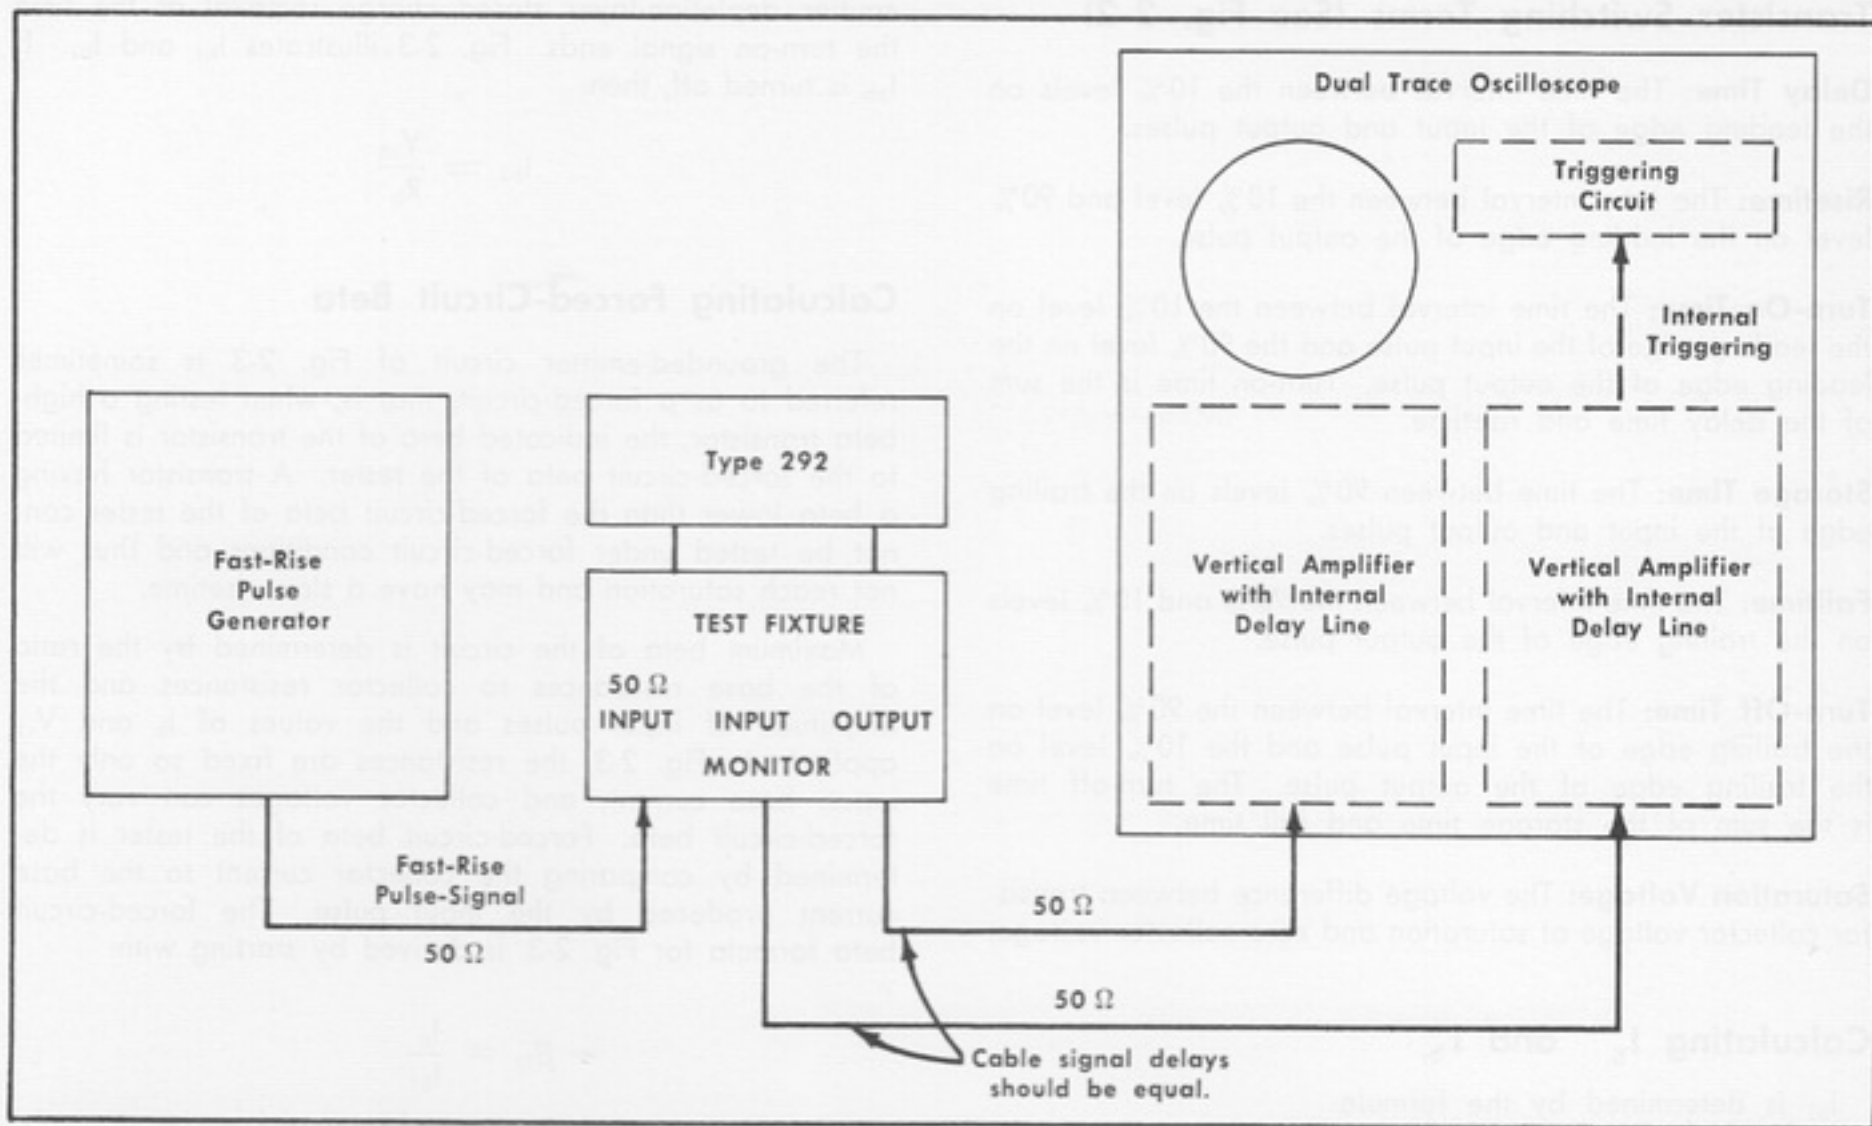 Dual Trace Oscilloscope
Triggering
Circuit
Internal
Triggering
Type 292
Fast-Rise
Pulse
Generator
TEST FIXTURE
50 Ω
INPUT INPUT OUTPUT
MONITOR
Vertical Amplifier
with Internal
Delay Line
Vertical Amplifier
with Internal
Delay Line
Fast-Rise
Pulse-Signal
50 Ω
50 Ω
50 Ω
Cable signal delays
should be equal.